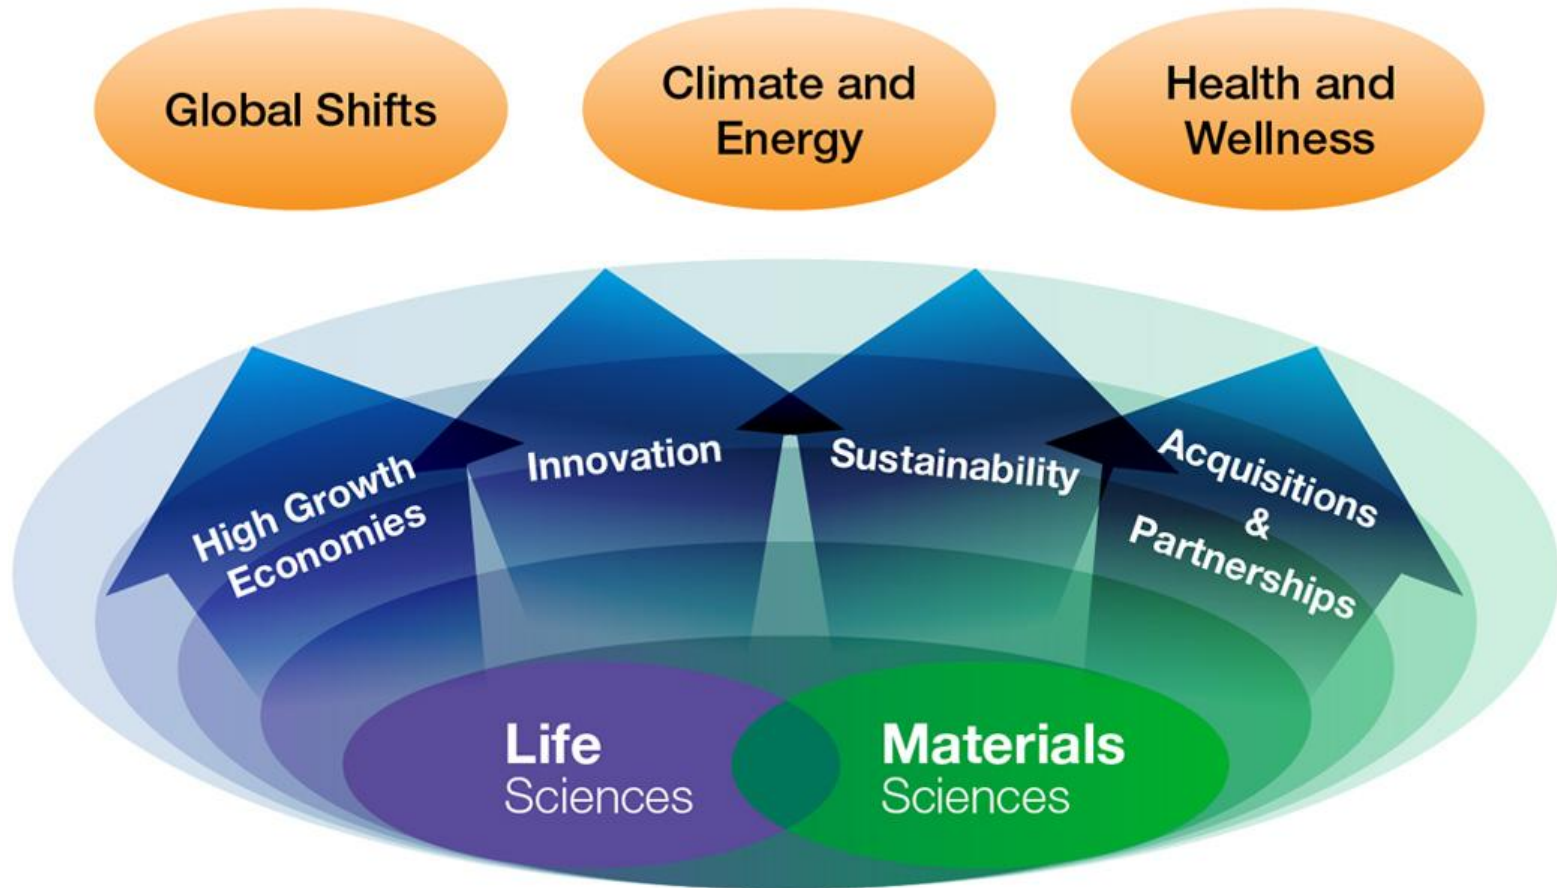 Global Shifts
Climate and
Energy
Health and
Wellness
High Growth
Economies
Innovation
Sustainability
Acquisitions
&
Partnerships
Life
Sciences
Materials
Sciences